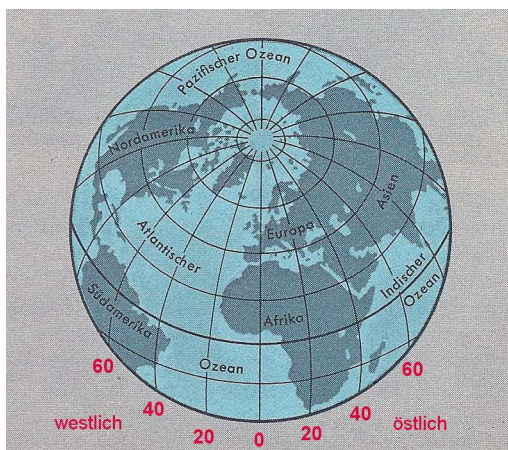 Pazifischer Ozean
Nordamerika
Asien
Europa
Atlantischer
Indischer
Ozean
Südamerika
Afrika
Ozean
60
60
westlich
40
40
östlich
20
20
0